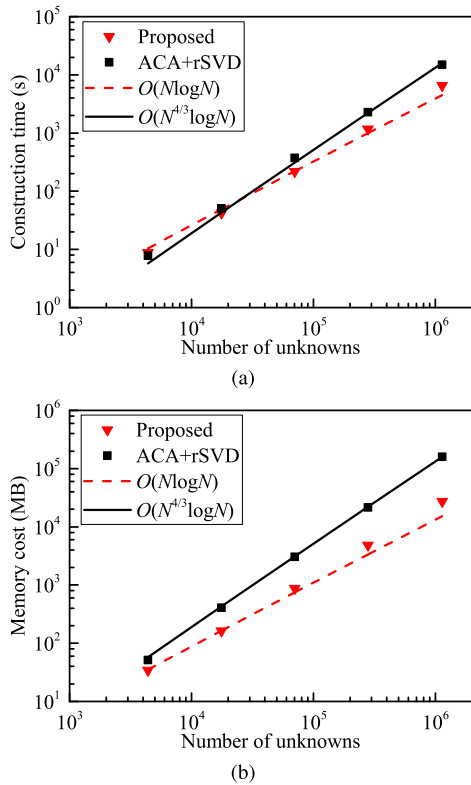 10^5
10^4
10^3
10^2
10^1
10^0
Construction time (s)
Proposed
ACA+rSVD
O(NlogN)
O(N^{4/3}logN)
10^3 10^4 10^5 10^6
Number of unknowns
(a)
10^6
10^5
10^4
10^3
10^2
10^1
Memory cost (MB)
Proposed
ACA+rSVD
O(NlogN)
O(N^{4/3}logN)
10^3 10^4 10^5 10^6
Number of unknowns
(b)